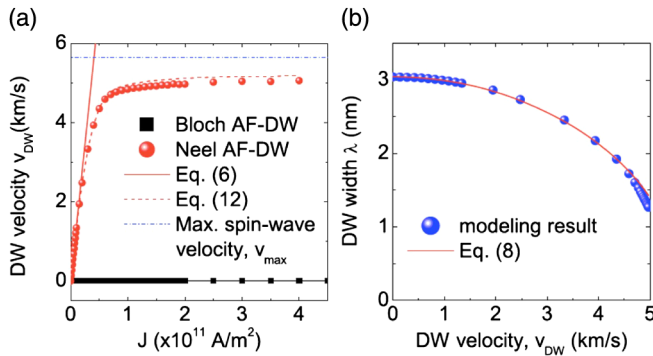 (a)
DW velocity v_DW(km/s)
6
4
2
0
Bloch AF-DW
Neel AF-DW
Eq. (6)
Eq. (12)
Max. spin-wave
velocity, v_max
0 1 2 3 4
J (x10^11 A/m^2)
(b)
DW width λ (nm)
4
3
2
1
0
modeling result
Eq. (8)
0 1 2 3 4 5
DW velocity, v_DW (km/s)